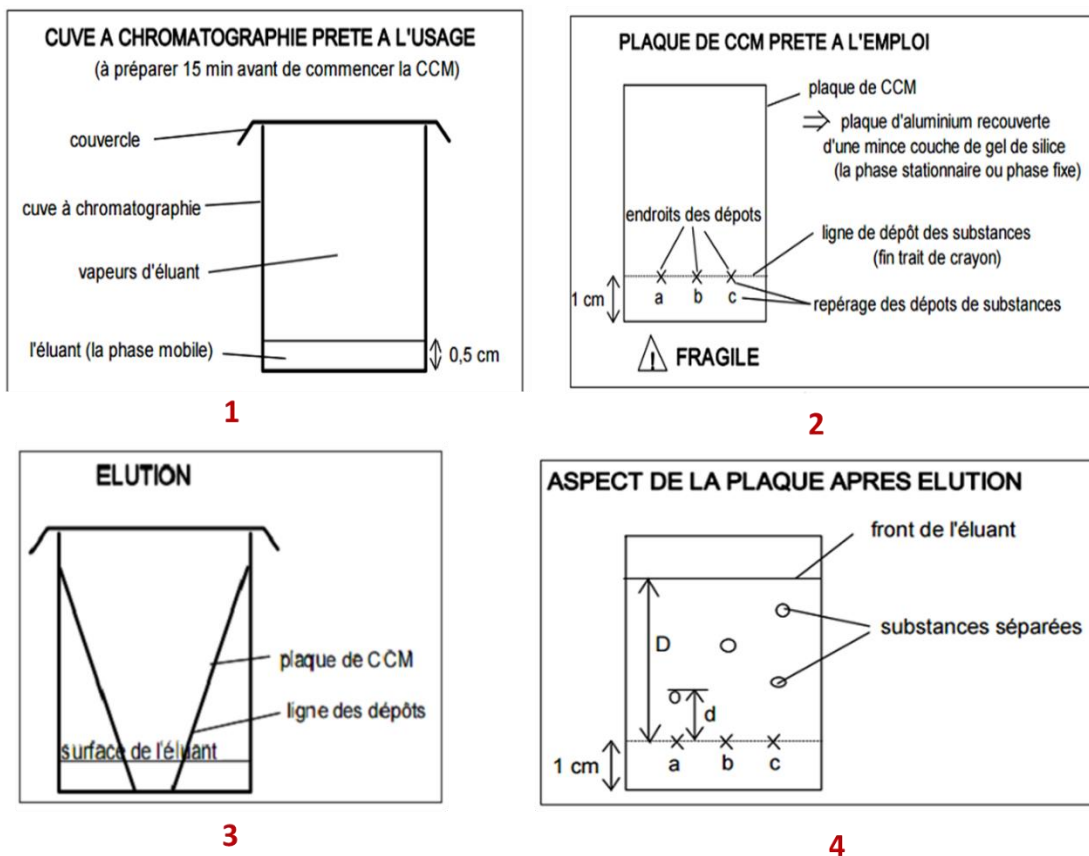 CUVE A CHROMATOGRAPHIE PRETE A L'USAGE
(à préparer 15 min avant de commencer la CCM)
couvercle
cuve à chromatographie
vapeurs d'éluant
l'éluant (la phase mobile)
0,5 cm
1
PLAQUE DE CCM PRETE A L'EMPLOI
plaque de CCM
⇒ plaque d'aluminium recouverte
d'une mince couche de gel de silice
(la phase stationnaire ou phase fixe)
endroits des dépots
ligne de dépôt des substances
(fin trait de crayon)
1 cm
a b c
repérage des dépots de substances
! FRAGILE
2
ELUTION
plaque de CCM
ligne des dépôts
surface de l'éluant
3
ASPECT DE LA PLAQUE APRES ELUTION
front de l'éluant
substances séparées
D
d
1 cm
a b c
4